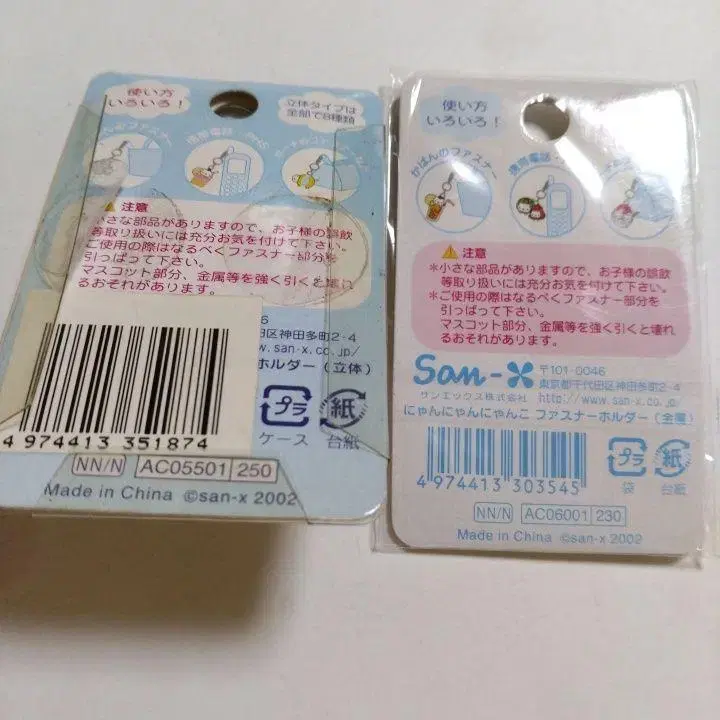 使い方
いろいろ！
立体タイプは
全部で8種類
のファスナー
携帯電話
注意
小さな部品がありますので、お子様の誤飲
等取り扱いには充分お気を付けて下さい。
ご使用の際はなるべくファスナー部分を
引っぱって下さい。
マスコット部分、金属等を強く引くと壊れ
るおそれがあります。
田区神田多町2-4
www.san-x.co.jp/
ホルダー（立体）
4 974413 351874
プラ
紙
ケース
台紙
NN/N
AC05501
250
Made in China ©san-x 2002
使い方
いろいろ！
かばんのファスナー
携帯電話
注意
*小さな部品がありますので、お子様の誤飲
等取り扱いには充分お気を付けて下さい。
*ご使用の際はなるべくファスナー部分を
引っぱって下さい。
マスコット部分、金属等を強く引くと壊れ
るおそれがあります。
San-X
〒101-0046
東京都千代田区神田多町2-4
サンエックス株式会社 http://www.san-x.co.jp/
にゃんにゃんにゃんこ ファスナーホルダー（金属）
4 974413 303545
プラ
紙
袋
台紙
NN/N
AC06001
230
Made in China ©san-x 2002